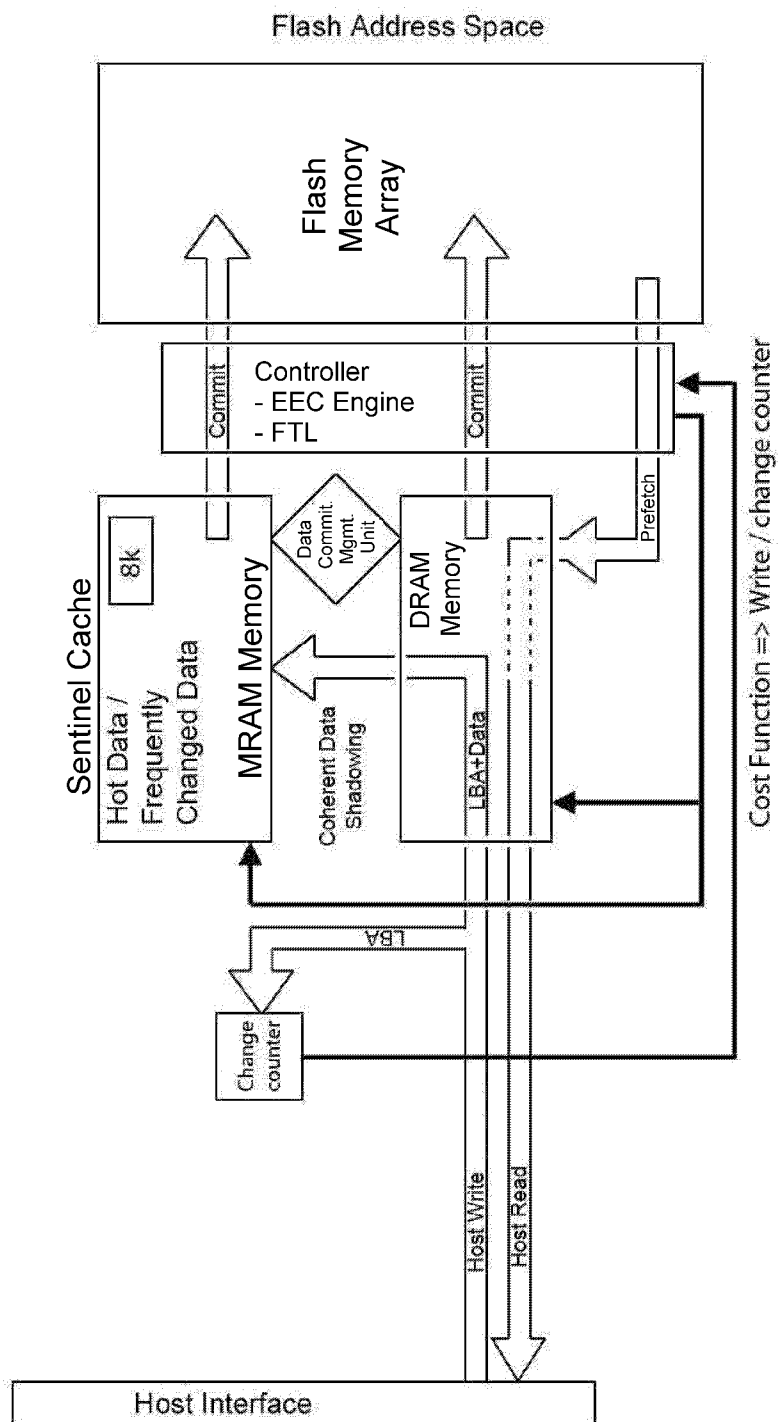 Flash Address Space
Flash
Memory
Array
Controller
- EEC Engine
- FTL
Commit
Commit
Prefetch
Sentinel Cache
8k
Hot Data /
Frequently
Changed Data
MRAM Memory
Data
Commit.
Mgmt.
Unit
DRAM
Memory
Coherent Data
Shadowing
LBA+Data
LBA
Change
counter
Cost Function => Write / change counter
Host Write
Host Read
Host Interface